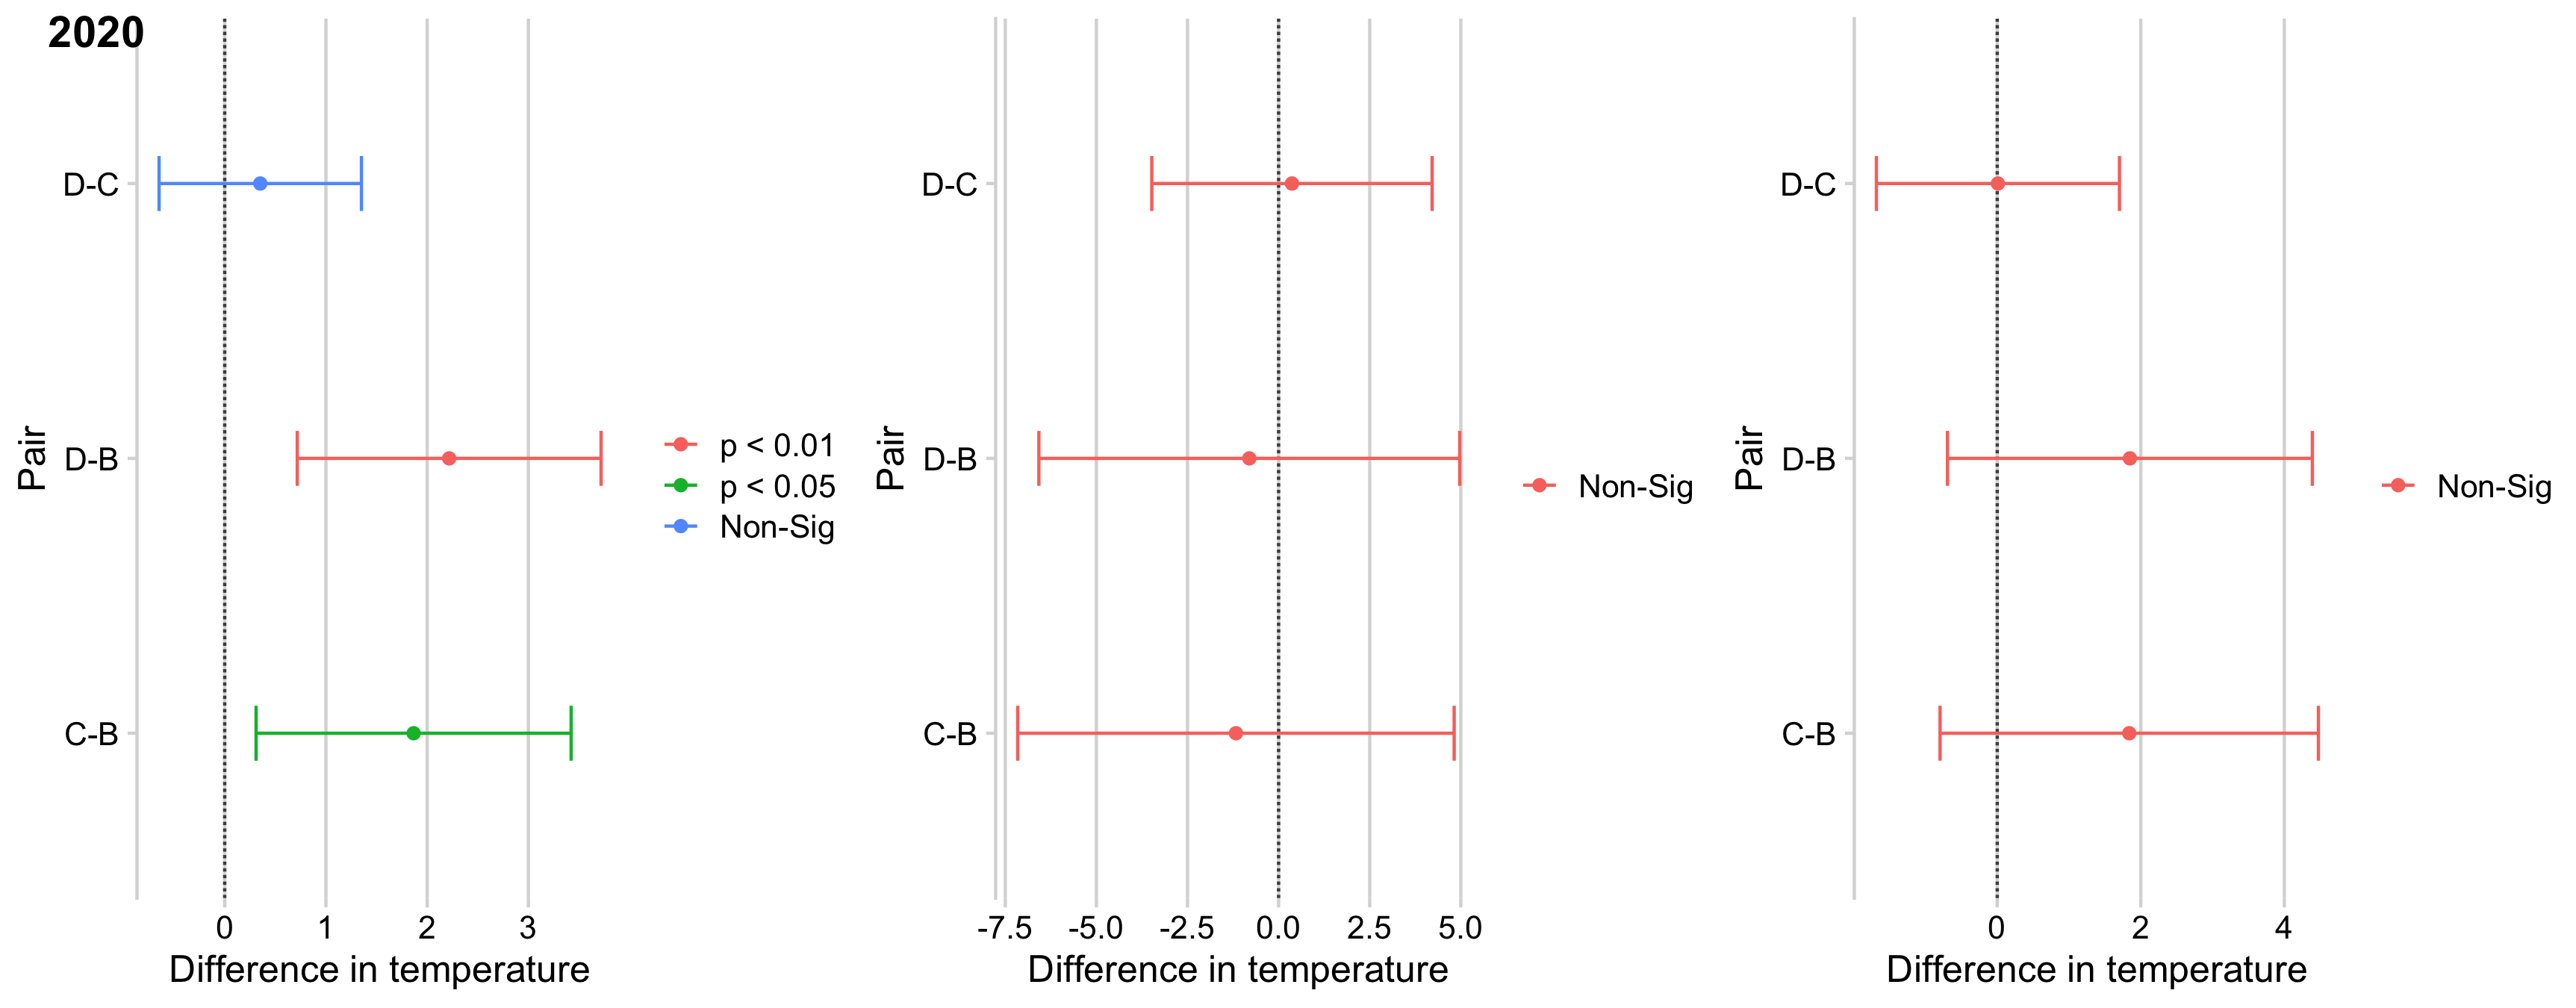 2020
Pair
D-C
D-B
C-B
0 1 2 3
Difference in temperature
p < 0.01
p < 0.05
Non-Sig
Pair
D-C
D-B
C-B
-7.5 -5.0 -2.5 0.0 2.5 5.0
Difference in temperature
Non-Sig
Pair
D-C
D-B
C-B
0 2 4
Difference in temperature
Non-Sig